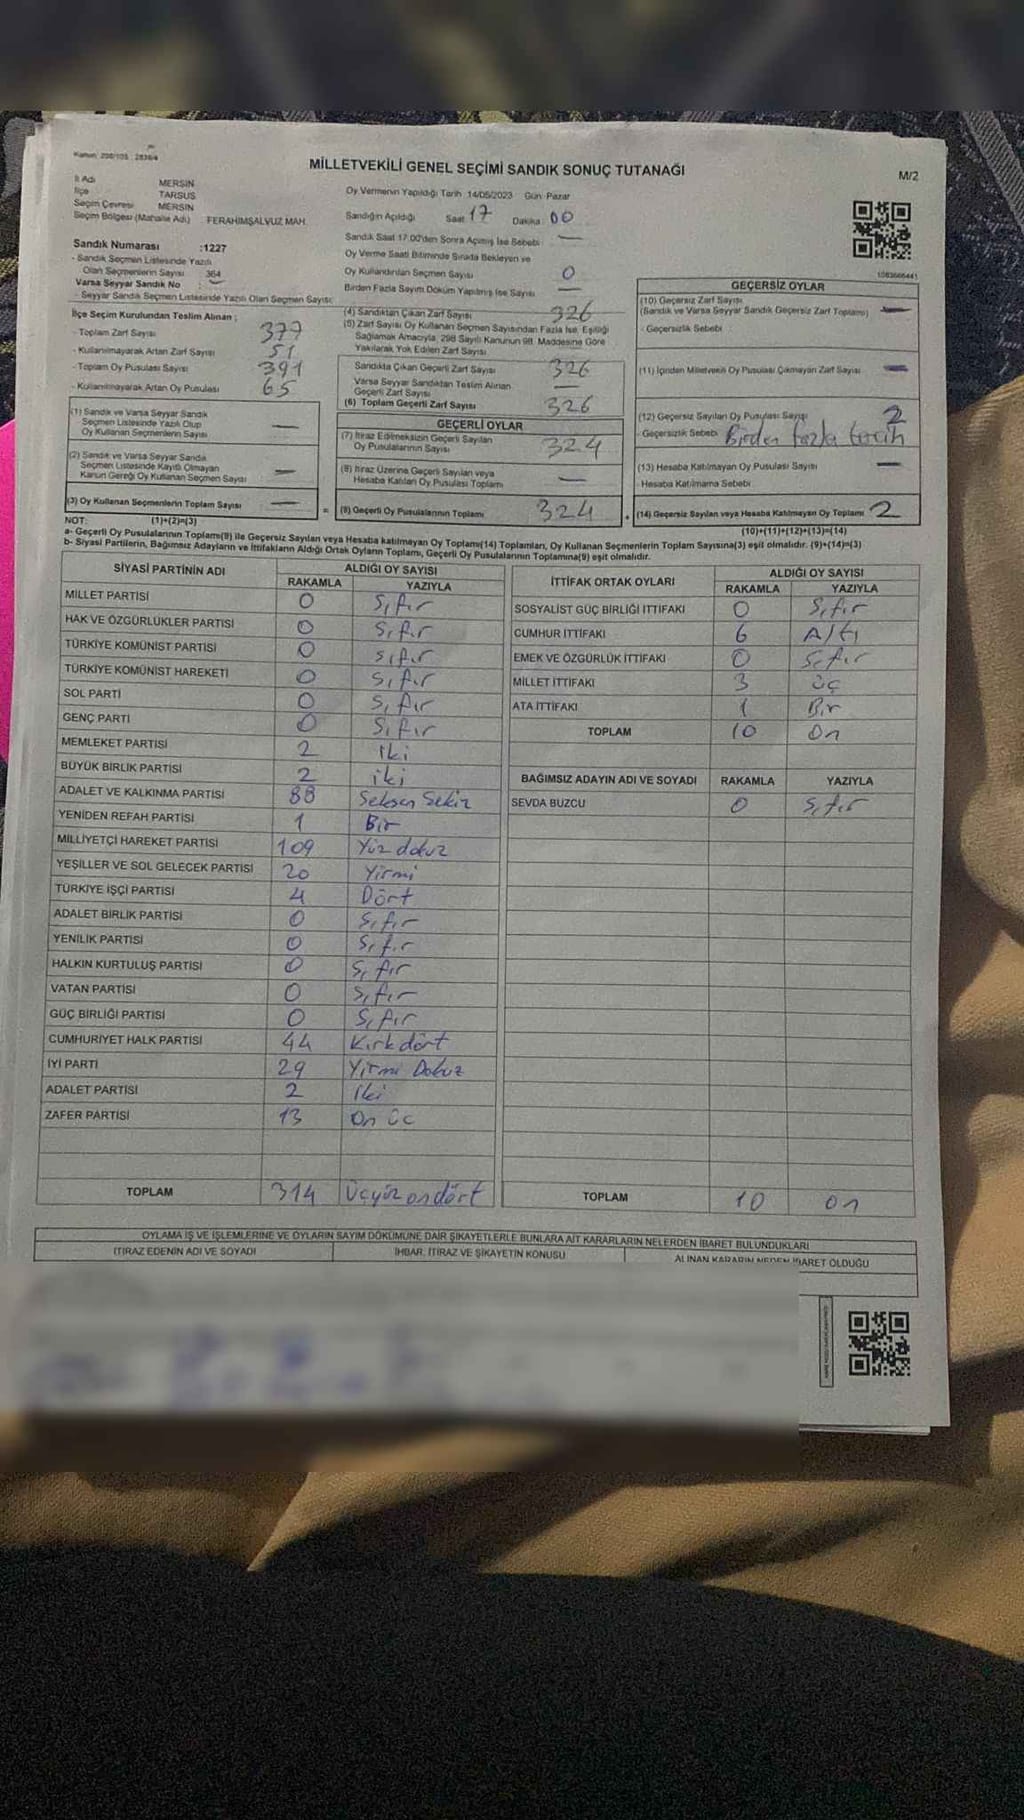 MİLLETVEKİLİ GENEL SEÇİMİ SANDIK SONUÇ TUTANAĞI
M/2
İl Adı MERSİN
İlçe TARSUS
Seçim Çevresi MERSİN
Seçim Bölgesi (Mahalle Adı) FERAHİMŞALVUZ MAH.
Sandık Numarası :1227
- Sandık Seçmen Listesinde Yazılı
Olan Seçmenlerin Sayısı 364
Varsa Seyyar Sandık No
- Seyyar Sandık Seçmen Listesinde Yazılı Olan Seçmen Sayısı:
Oy Vermenin Yapıldığı Tarih 14/05/2023 Gün Pazar
Sandığın Açıldığı Saat 17 Dakika 00
Sandık Saat 17:00'den Sonra Açılmış İse Sebebi —
Oy Verme Saati Bitiminde Sırada Bekleyen ve
Oy Kullandırılan Seçmen Sayısı 0
Birden Fazla Sayım Döküm Yapılmış İse Sayısı —
İlçe Seçim Kurulundan Teslim Alınan ;
- Toplam Zarf Sayısı 377
- Kullanılmayarak Artan Zarf Sayısı 51
- Toplam Oy Pusulası Sayısı 391
- Kullanılmayarak Artan Oy Pusulası 65
(1) Sandık ve Varsa Seyyar Sandık
Seçmen Listesinde Yazılı Olup
Oy Kullanan Seçmenlerin Sayısı —
(2) Sandık ve Varsa Seyyar Sandık
Seçmen Listesinde Kayıtlı Olmayan
Kanun Gereği Oy Kullanan Seçmen Sayısı —
(3) Oy Kullanan Seçmenlerin Toplam Sayısı —
(4) Sandıktan Çıkan Zarf Sayısı 326
(5) Zarf Sayısı Oy Kullanan Seçmen Sayısından Fazla İse, Eşitliği
Sağlamak Amacıyla, 298 Sayılı Kanunun 98. Maddesine Göre
Yakılarak Yok Edilen Zarf Sayısı
Sandıkta Çıkan Geçerli Zarf Sayısı 326
Varsa Seyyar Sandıktan Teslim Alınan
Geçerli Zarf Sayısı —
(6) Toplam Geçerli Zarf Sayısı 326
GEÇERLİ OYLAR
(7) İtiraz Edilmeksizin Geçerli Sayılan
Oy Pusulalarının Sayısı 324
(8) İtiraz Üzerine Geçerli Sayılan veya
Hesaba Katılan Oy Pusulası Toplamı —
= (9) Geçerli Oy Pusulalarının Toplamı 324
GEÇERSİZ OYLAR
(10) Geçersiz Zarf Sayısı
(Sandık ve Varsa Seyyar Sandık Geçersiz Zarf Toplamı) —
- Geçersizlik Sebebi
(11) İçinden Milletvekili Oy Pusulası Çıkmayan Zarf Sayısı —
(12) Geçersiz Sayılan Oy Pusulası Sayısı 2
- Geçersizlik Sebebi Birden fazla tercih
(13) Hesaba Katılmayan Oy Pusulası Sayısı —
- Hesaba Katılmama Sebebi
+ (14) Geçersiz Sayılan veya Hesaba Katılmayan Oy Toplamı 2
NOT: (1)+(2)=(3)
(10)+(11)+(12)+(13)=(14)
a- Geçerli Oy Pusulalarının Toplamı(9) ile Geçersiz Sayılan veya Hesaba katılmayan Oy Toplamı(14) Toplamları, Oy Kullanan Seçmenlerin Toplam Sayısına(3) eşit olmalıdır. (9)+(14)=(3)
b- Siyasi Partilerin, Bağımsız Adayların ve İttifakların Aldığı Ortak Oyların Toplamı, Geçerli Oy Pusulalarının Toplamına(9) eşit olmalıdır.
SİYASİ PARTİNİN ADI ALDIĞI OY SAYISI
RAKAMLA YAZIYLA
MİLLET PARTİSİ 0 Sıfır
HAK VE ÖZGÜRLÜKLER PARTİSİ 0 Sıfır
TÜRKİYE KOMÜNİST PARTİSİ 0 Sıfır
TÜRKİYE KOMÜNİST HAREKETİ 0 Sıfır
SOL PARTİ 0 Sıfır
GENÇ PARTİ 0 Sıfır
MEMLEKET PARTİSİ 2 iki
BÜYÜK BİRLİK PARTİSİ 2 iki
ADALET VE KALKINMA PARTİSİ 88 Seksen Sekiz
YENİDEN REFAH PARTİSİ 1 Bir
MİLLİYETÇİ HAREKET PARTİSİ 109 Yüz dokuz
YEŞİLLER VE SOL GELECEK PARTİSİ 20 Yirmi
TÜRKİYE İŞÇİ PARTİSİ 4 Dört
ADALET BİRLİK PARTİSİ 0 Sıfır
YENİLİK PARTİSİ 0 Sıfır
HALKIN KURTULUŞ PARTİSİ 0 Sıfır
VATAN PARTİSİ 0 Sıfır
GÜÇ BİRLİĞİ PARTİSİ 0 Sıfır
CUMHURİYET HALK PARTİSİ 44 Kırkdört
İYİ PARTİ 29 Yirmi Dokuz
ADALET PARTİSİ 2 İki
ZAFER PARTİSİ 13 On üç
TOPLAM 314 Üçyüzondört
İTTİFAK ORTAK OYLARI ALDIĞI OY SAYISI
RAKAMLA YAZIYLA
SOSYALİST GÜÇ BİRLİĞİ İTTİFAKI 0 Sıfır
CUMHUR İTTİFAKI 6 Altı
EMEK VE ÖZGÜRLÜK İTTİFAKI 0 Sıfır
MİLLET İTTİFAKI 3 üç
ATA İTTİFAKI 1 Bir
TOPLAM 10 On
BAĞIMSIZ ADAYIN ADI VE SOYADI RAKAMLA YAZIYLA
SEVDA BUZCU 0 Sıfır
TOPLAM 10 on
OYLAMA İŞ VE İŞLEMLERİNE VE OYLARIN SAYIM DÖKÜMÜNE DAİR ŞİKAYETLERLE BUNLARA AİT KARARLARIN NELERDEN İBARET BULUNDUKLARI
İTİRAZ EDENİN ADI VE SOYADI İHBAR, İTİRAZ VE ŞİKAYETİN KONUSU ALINAN KARARIN NEDEN İBARET OLDUĞU